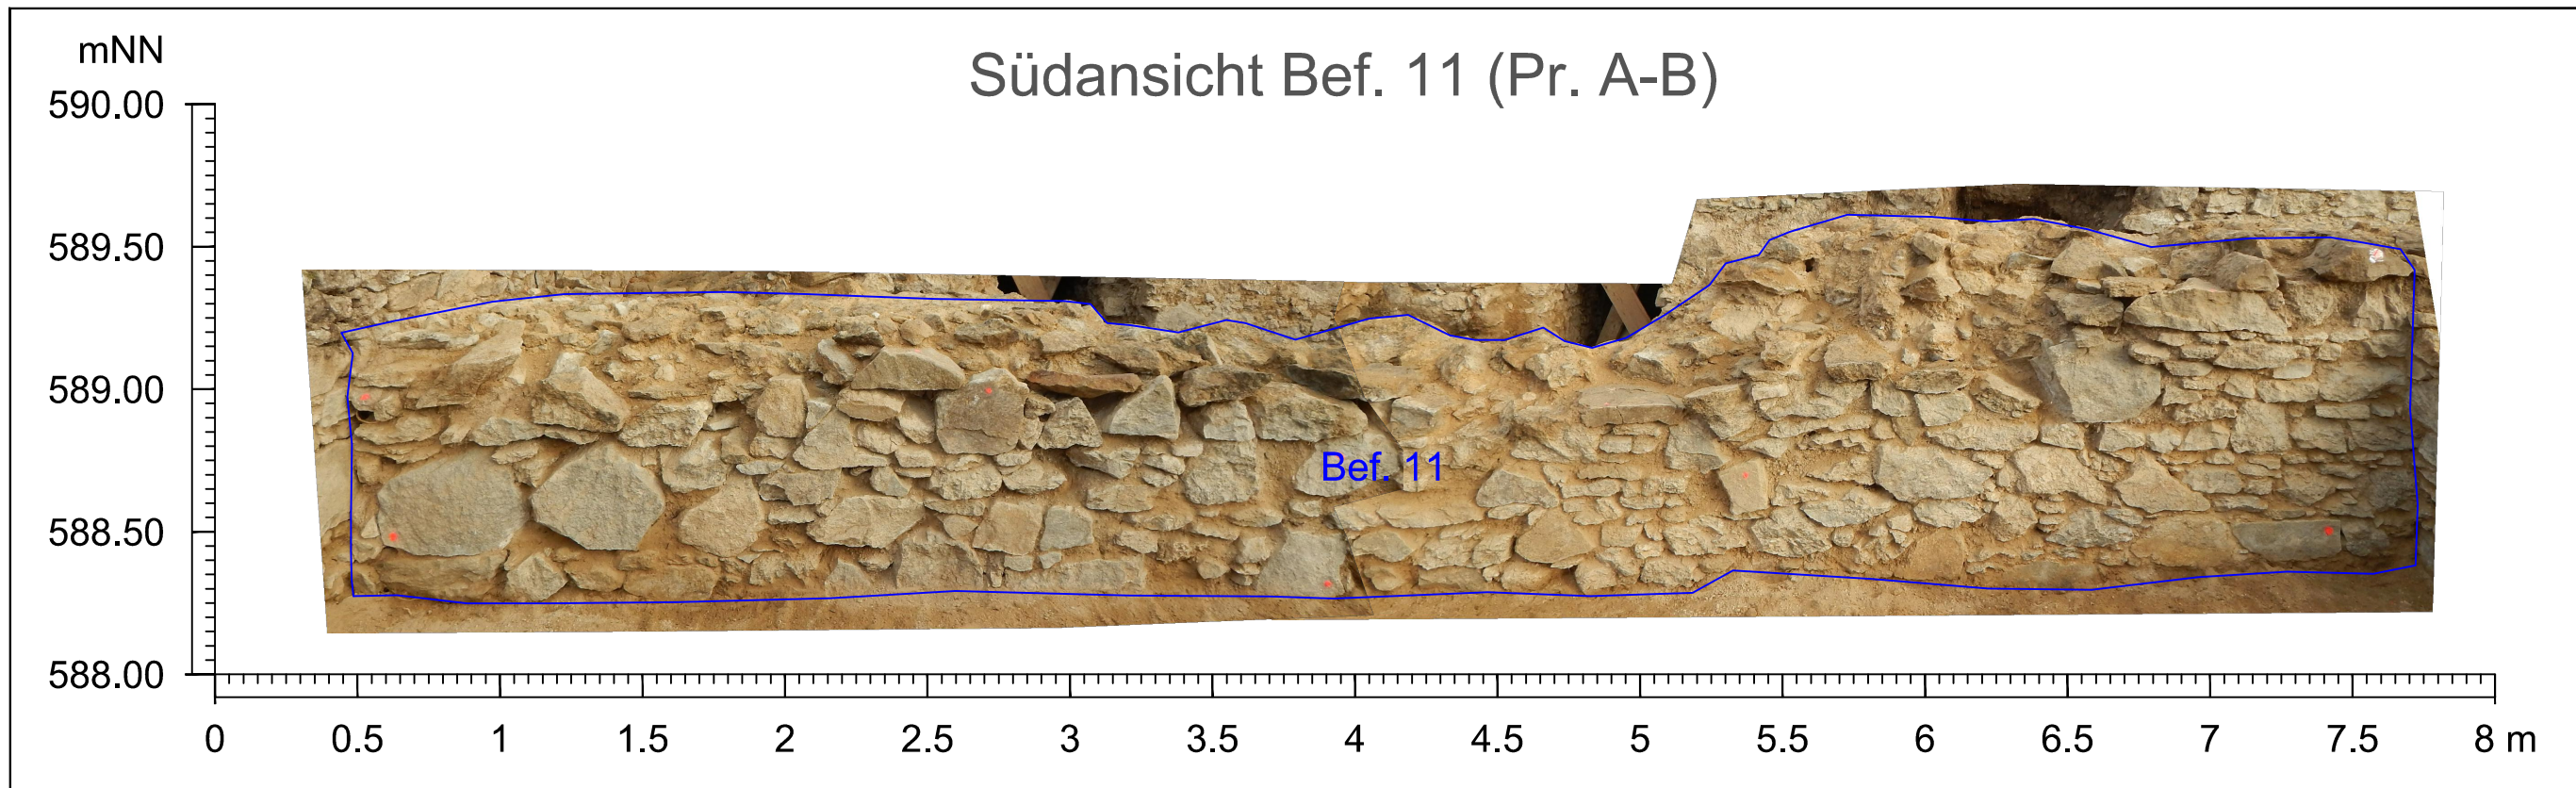 Südansicht Bef. 11 (Pr. A-B)
mNN
590.00
589.50
589.00
588.50
588.00
Bef. 11
0 0.5 1 1.5 2 2.5 3 3.5 4 4.5 5 5.5 6 6.5 7 7.5 8 m